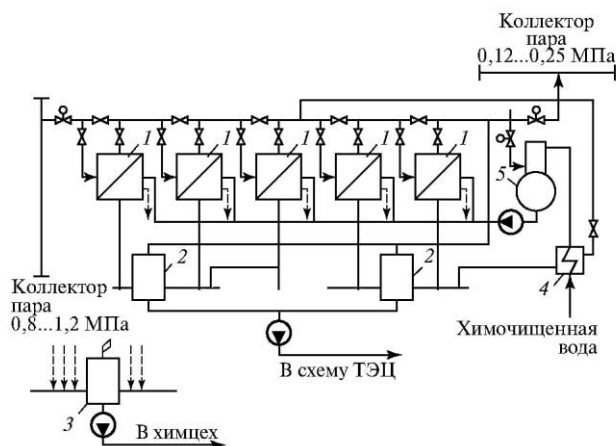 Коллектор
пара
0,12...0,25 МПа
1
1
1
1
1
5
2
2
4
Коллектор
пара
0,8...1,2 МПа
Химочищенная
вода
В схему ТЭЦ
3
В химцех